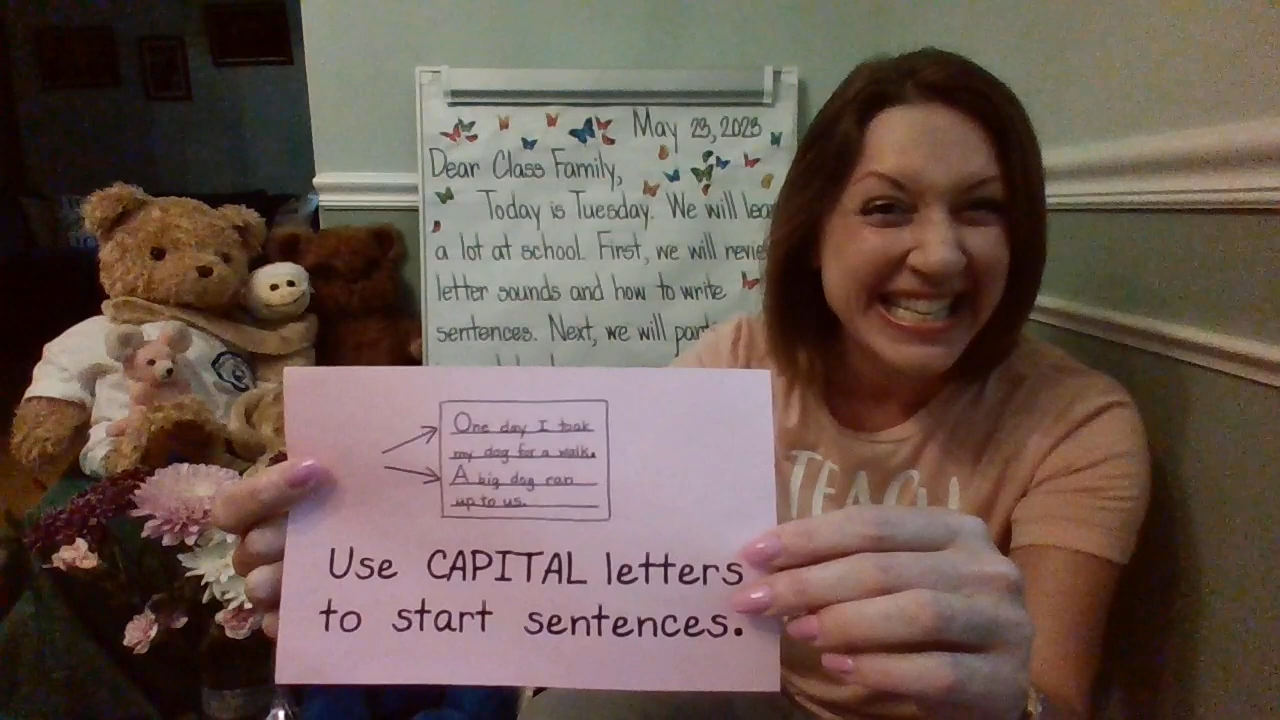 May 23, 2023
Dear Class Family,
Today is Tuesday. We will
a lot at school. First, we will
letter sounds and how to write
sentences. Next, we will
One day I took
my dog for a walk.
A big dog ran
up to us.
Use CAPITAL letters
to start sentences.
TEACH